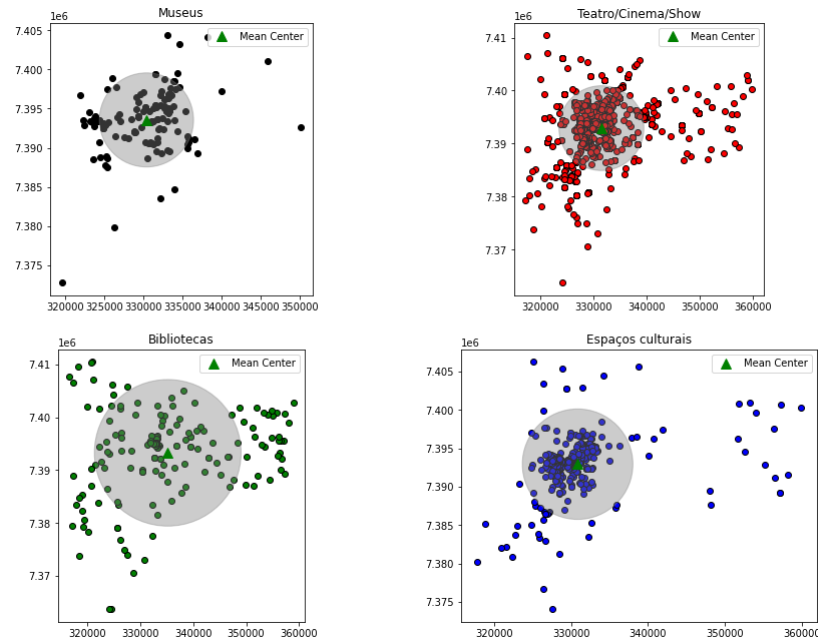 Museus
1e6
Mean Center
7.405
7.400
7.395
7.390
7.385
7.380
7.375
320000 325000 330000 335000 340000 345000 350000
Teatro/Cinema/Show
1e6
Mean Center
7.41
7.40
7.39
7.38
7.37
320000 330000 340000 350000 360000
Bibliotecas
1e6
Mean Center
7.41
7.40
7.39
7.38
7.37
320000 330000 340000 350000 360000
Espaços culturais
1e6
Mean Center
7.405
7.400
7.395
7.390
7.385
7.380
7.375
320000 330000 340000 350000 360000